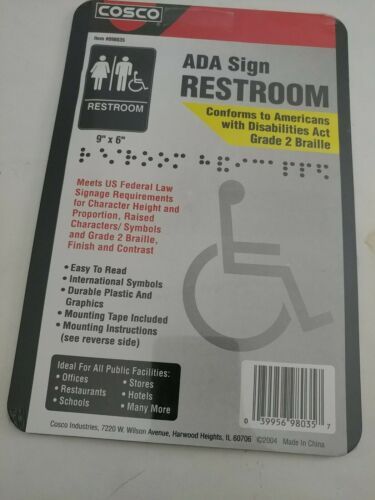 COSCO
Item #098035
RESTROOM
9" x 6"
ADA Sign
RESTROOM
Conforms to Americans
with Disabilities Act
Grade 2 Braille
Meets US Federal Law
Signage Requirements
for Character Height and
Proportion, Raised
Characters/ Symbols
and Grade 2 Braille,
Finish and Contrast
• Easy To Read
• International Symbols
• Durable Plastic And
Graphics
• Mounting Tape Included
• Mounting Instructions
(see reverse side)
Ideal For All Public Facilities:
• Offices
• Restaurants
• Schools
• Stores
• Hotels
• Many More
0 39956 98035 7
Cosco Industries, 7220 W. Wilson Avenue, Harwood Heights, IL 60706 ©2004 Made In China